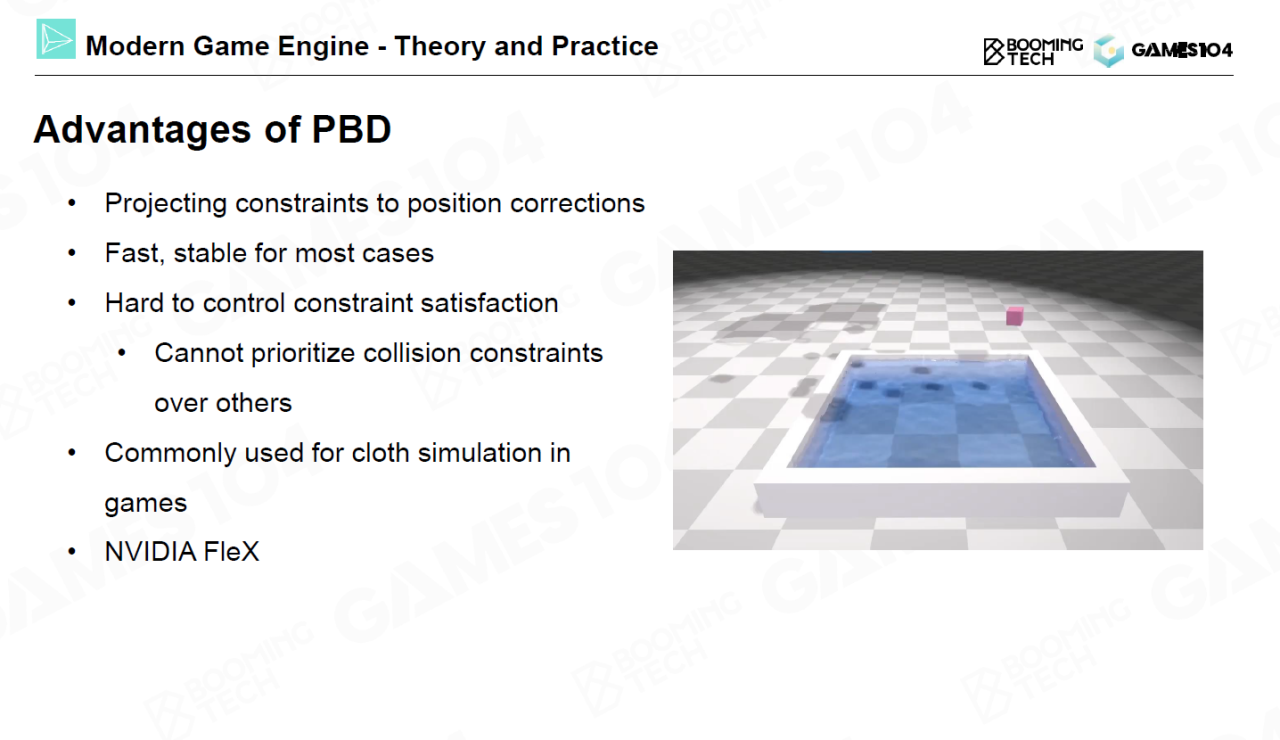 Modern Game Engine - Theory and Practice
BOOMING
TECH
GAMES104
Advantages of PBD
• Projecting constraints to position corrections
• Fast, stable for most cases
• Hard to control constraint satisfaction
• Cannot prioritize collision constraints
over others
• Commonly used for cloth simulation in
games
• NVIDIA FleX